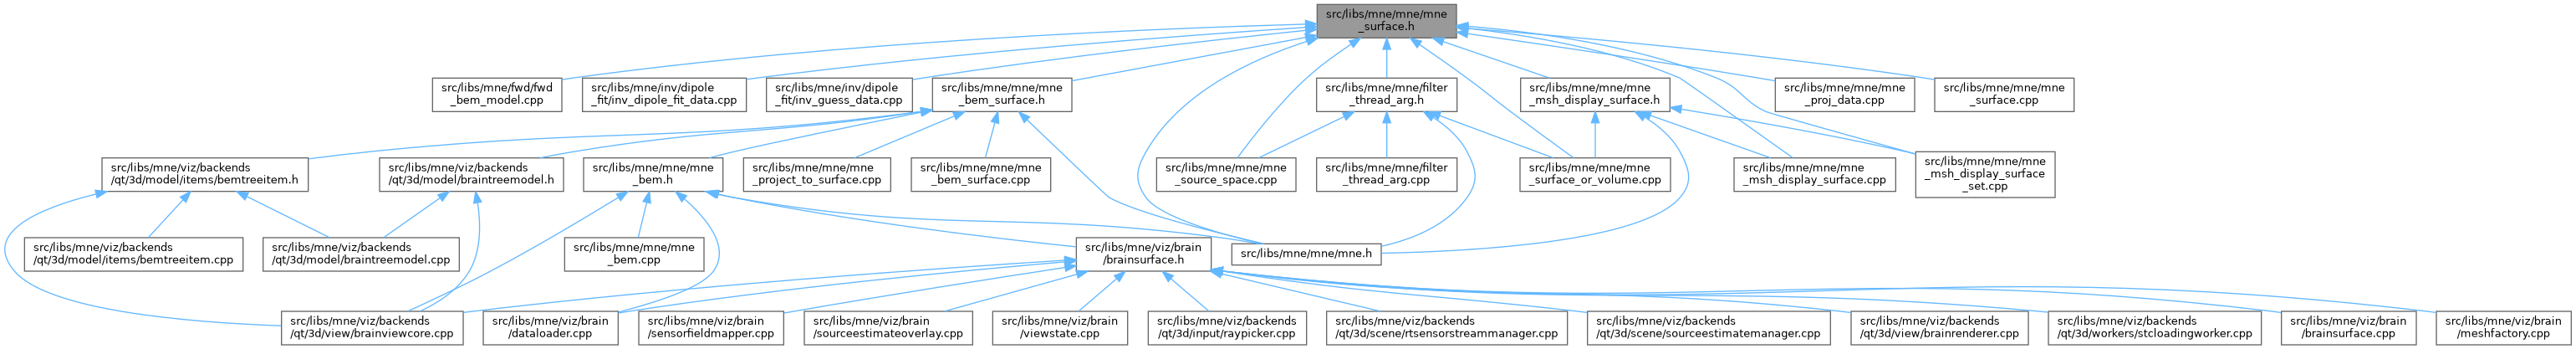 src/libs/mne/mne/mne
_surface.h
src/libs/mne/fwd/fwd
_bem_model.cpp
src/libs/mne/inv/dipole
_fit/inv_dipole_fit_data.cpp
src/libs/mne/inv/dipole
_fit/inv_guess_data.cpp
src/libs/mne/mne/mne
_bem_surface.h
src/libs/mne/mne/filter
_thread_arg.h
src/libs/mne/mne/mne
_msh_display_surface.h
src/libs/mne/mne/mne
_proj_data.cpp
src/libs/mne/mne/mne
_surface.cpp
src/libs/mne/viz/backends
/qt/3d/model/items/bemtreeitem.h
src/libs/mne/viz/backends
/qt/3d/model/braintreemodel.h
src/libs/mne/mne/mne
_bem.h
src/libs/mne/mne/mne
_project_to_surface.cpp
src/libs/mne/mne/mne
_bem_surface.cpp
src/libs/mne/mne/mne
_source_space.cpp
src/libs/mne/mne/filter
_thread_arg.cpp
src/libs/mne/mne/mne
_surface_or_volume.cpp
src/libs/mne/mne/mne
_msh_display_surface.cpp
src/libs/mne/mne/mne
_msh_display_surface
_set.cpp
src/libs/mne/viz/backends
/qt/3d/model/items/bemtreeitem.cpp
src/libs/mne/viz/backends
/qt/3d/model/braintreemodel.cpp
src/libs/mne/mne/mne
_bem.cpp
src/libs/mne/viz/brain
/brainsurface.h
src/libs/mne/mne/mne.h
src/libs/mne/viz/backends
/qt/3d/view/brainviewcore.cpp
src/libs/mne/viz/brain
/dataloader.cpp
src/libs/mne/viz/brain
/sensorfieldmapper.cpp
src/libs/mne/viz/brain
/sourceestimateoverlay.cpp
src/libs/mne/viz/brain
/viewstate.cpp
src/libs/mne/viz/backends
/qt/3d/input/raypicker.cpp
src/libs/mne/viz/backends
/qt/3d/scene/rtsensorstreammanager.cpp
src/libs/mne/viz/backends
/qt/3d/scene/sourceestimatemanager.cpp
src/libs/mne/viz/backends
/qt/3d/view/brainrenderer.cpp
src/libs/mne/viz/backends
/qt/3d/workers/stcloadingworker.cpp
src/libs/mne/viz/brain
/brainsurface.cpp
src/libs/mne/viz/brain
/meshfactory.cpp